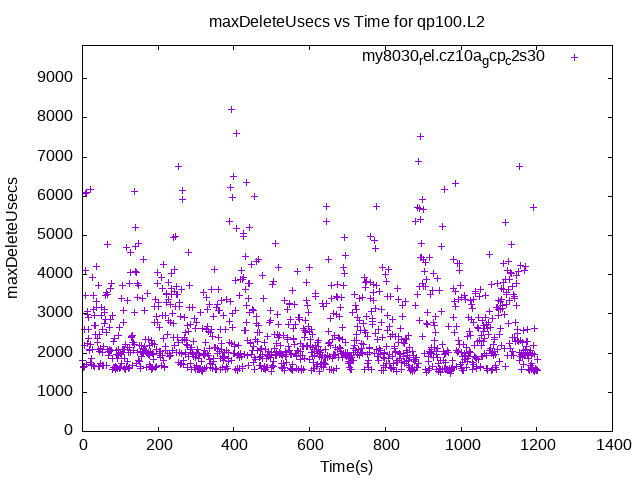 maxDeleteUsecs vs Time for qp100.L2
my8030rel.cz10agcpc2s30
9000
8000
7000
6000
5000
4000
3000
2000
1000
0
maxDeleteUsecs
0 200 400 600 800 1000 1200 1400
Time(s)